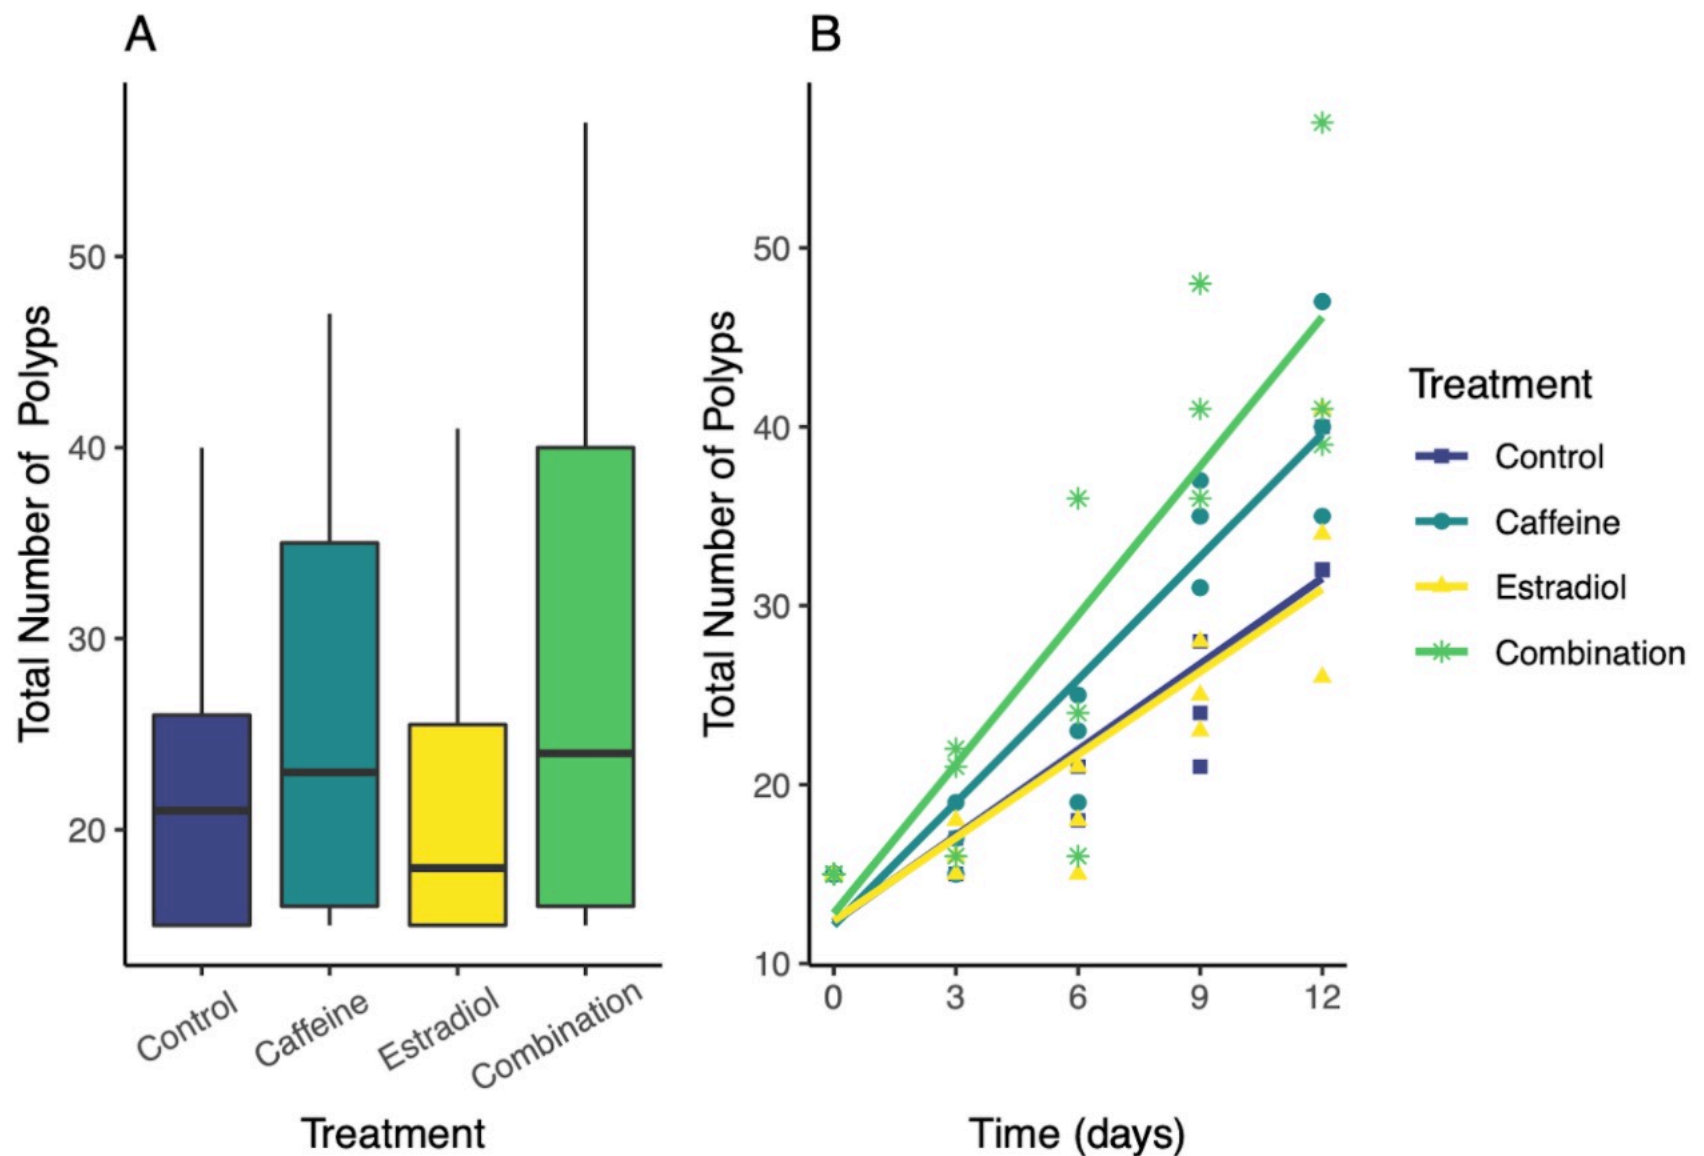 A
Total Number of Polyps
50
40
30
20
Control
Caffeine
Estradiol
Combination
Treatment
B
Total Number of Polyps
50
40
30
20
10
0
3
6
9
12
Time (days)
Treatment
Control
Caffeine
Estradiol
Combination